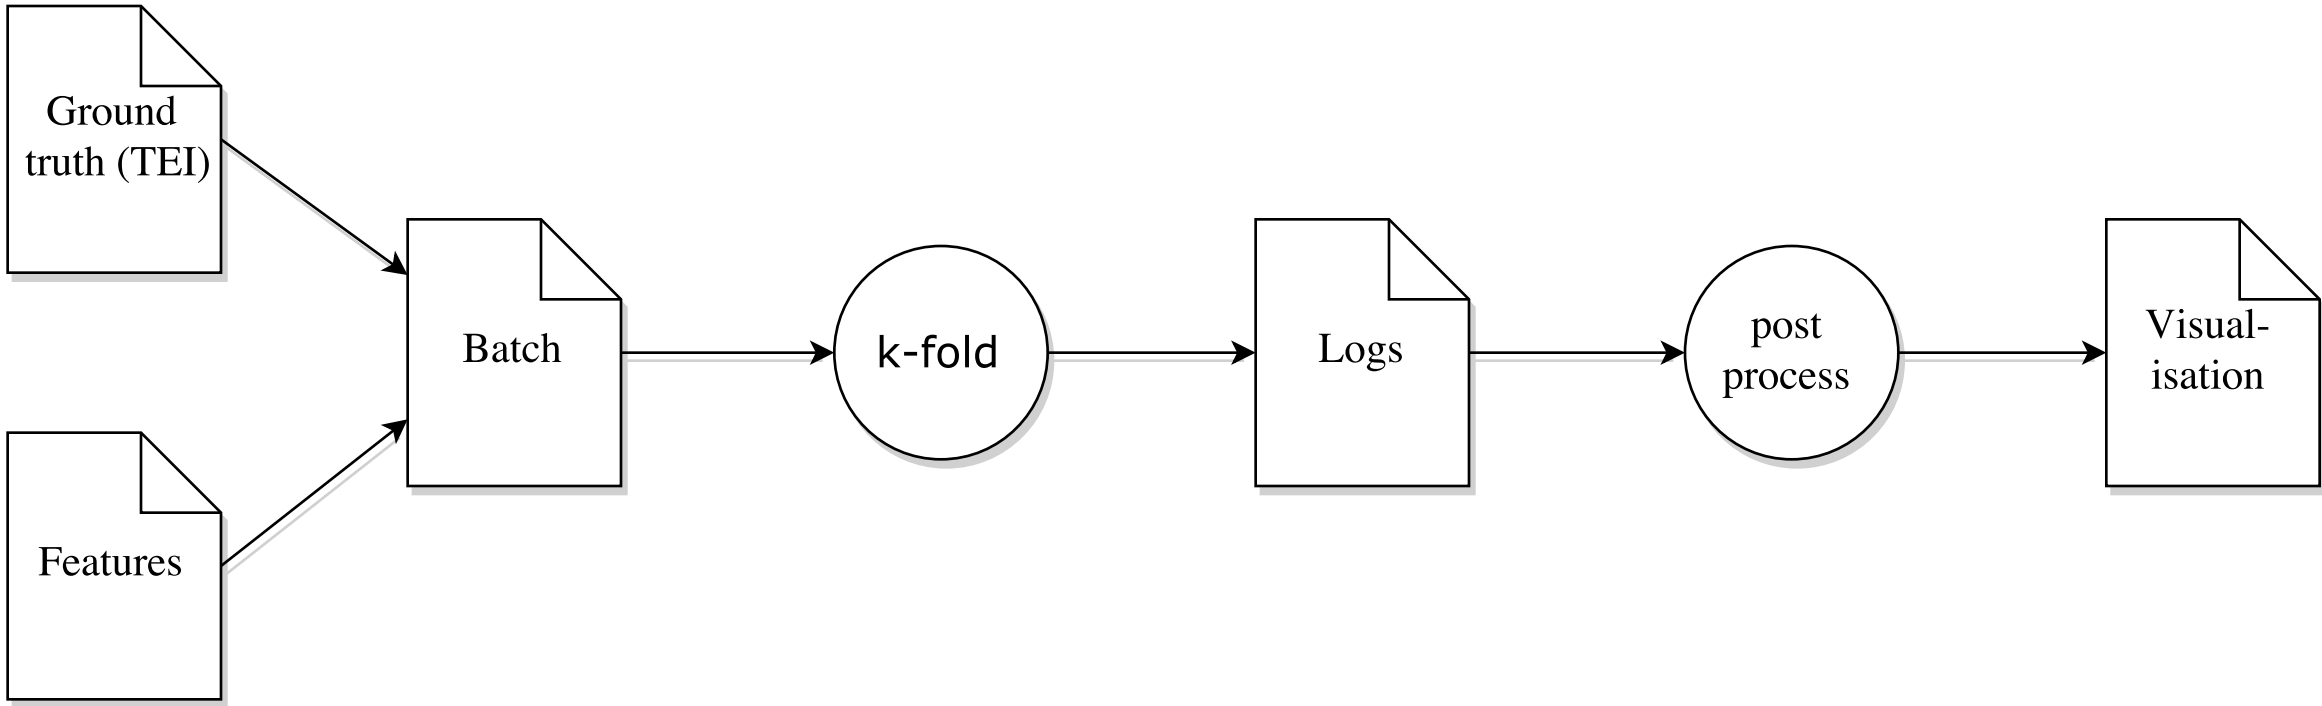 Ground
truth (TEI)
Features
Batch
k-fold
Logs
post
process
Visual-
isation